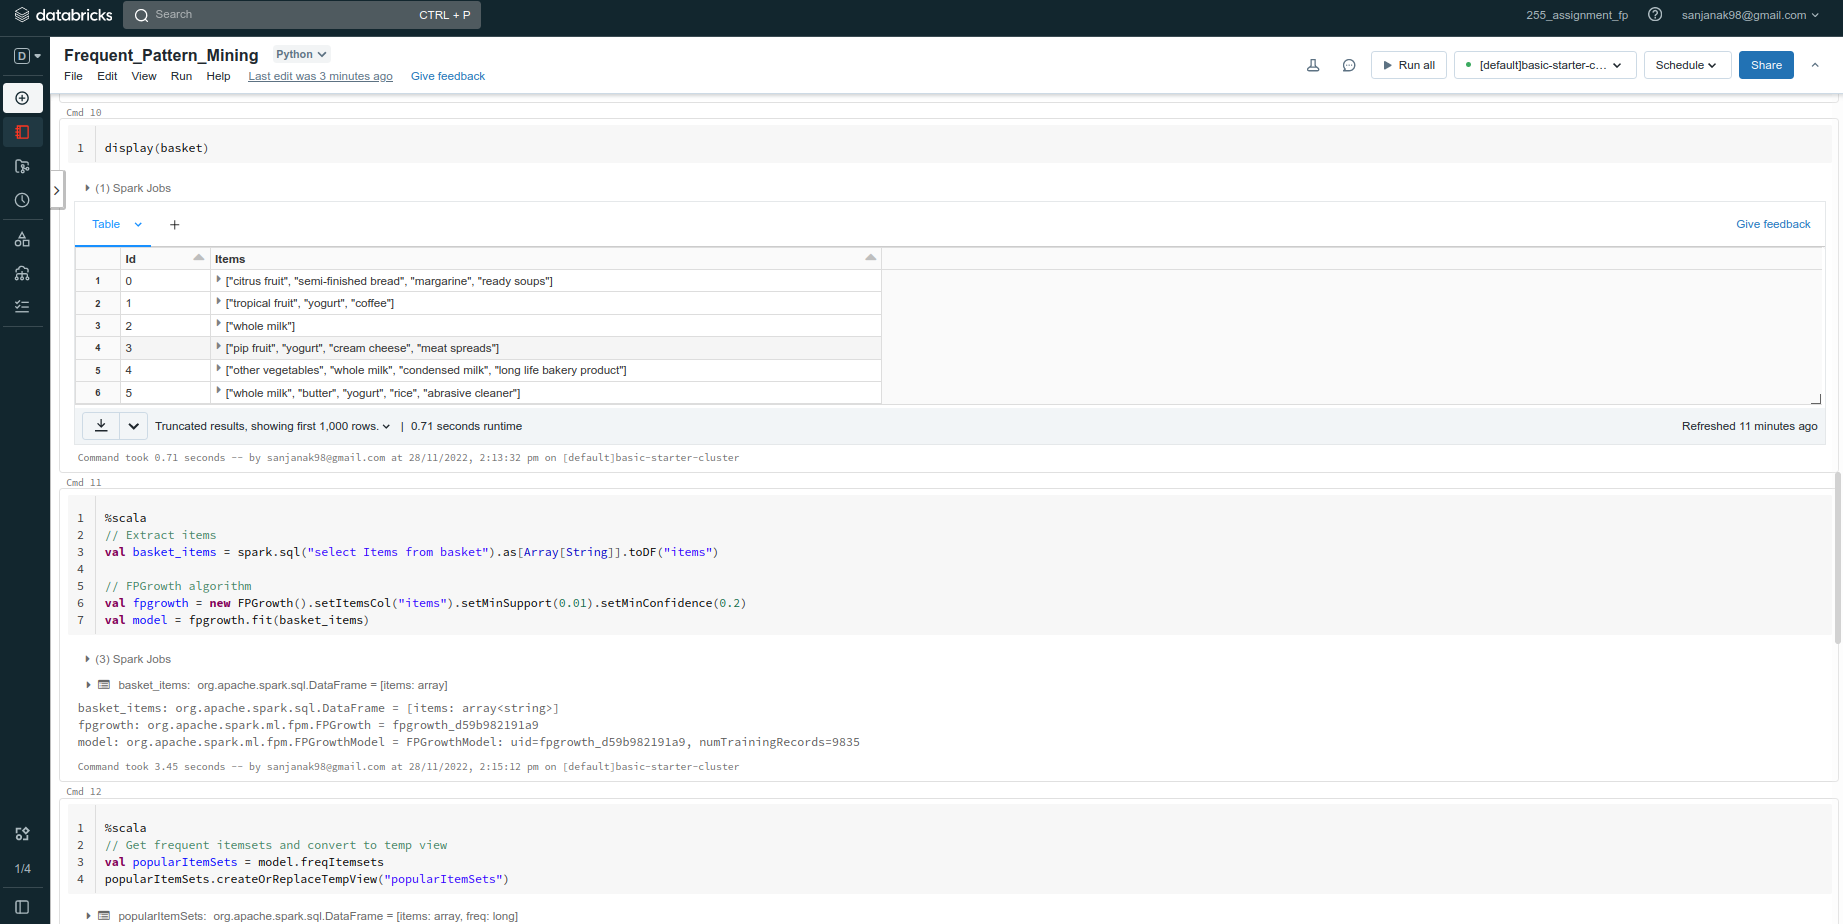 databricks
Search
CTRL + P
255_assignment_fp
sanjanak98@gmail.com
D
Frequent_Pattern_Mining
Python
File Edit View Run Help Last edit was 3 minutes ago Give feedback
Run all
[default]basic-starter-c...
Schedule
Share
Cmd 10
1 display(basket)
(1) Spark Jobs
Table
+
Give feedback
Id Items
1 0 ["citrus fruit", "semi-finished bread", "margarine", "ready soups"]
2 1 ["tropical fruit", "yogurt", "coffee"]
3 2 ["whole milk"]
4 3 ["pip fruit", "yogurt", "cream cheese", "meat spreads"]
5 4 ["other vegetables", "whole milk", "condensed milk", "long life bakery product"]
6 5 ["whole milk", "butter", "yogurt", "rice", "abrasive cleaner"]
Truncated results, showing first 1,000 rows. | 0.71 seconds runtime
Refreshed 11 minutes ago
Command took 0.71 seconds -- by sanjanak98@gmail.com at 28/11/2022, 2:13:32 pm on [default]basic-starter-cluster
Cmd 11
1 %scala
2 // Extract items
3 val basket_items = spark.sql("select Items from basket").as[Array[String]].toDF("items")
4
5 // FPGrowth algorithm
6 val fpgrowth = new FPGrowth().setItemsCol("items").setMinSupport(0.01).setMinConfidence(0.2)
7 val model = fpgrowth.fit(basket_items)
(3) Spark Jobs
basket_items: org.apache.spark.sql.DataFrame = [items: array]
basket_items: org.apache.spark.sql.DataFrame = [items: array<string>]
fpgrowth: org.apache.spark.ml.fpm.FPGrowth = fpgrowth_d59b982191a9
model: org.apache.spark.ml.fpm.FPGrowthModel = FPGrowthModel: uid=fpgrowth_d59b982191a9, numTrainingRecords=9835
Command took 3.45 seconds -- by sanjanak98@gmail.com at 28/11/2022, 2:15:12 pm on [default]basic-starter-cluster
Cmd 12
1 %scala
2 // Get frequent itemsets and convert to temp view
3 val popularItemSets = model.freqItemsets
4 popularItemSets.createOrReplaceTempView("popularItemSets")
1/4
popularItemSets: org.apache.spark.sql.DataFrame = [items: array, freq: long]